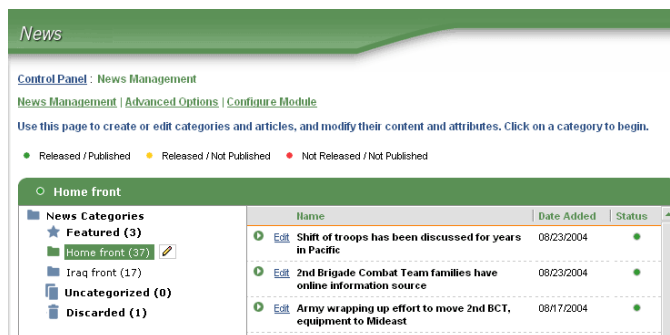 News
Control Panel : News Management
News Management | Advanced Options | Configure Module
Use this page to create or edit categories and articles, and modify their content and attributes. Click on a category to begin.
Released / Published Released / Not Published Not Released / Not Published
Home front
News Categories
Featured (3)
Home front (37)
Iraq front (17)
Uncategorized (0)
Discarded (1)
Name Date Added Status
Edit Shift of troops has been discussed for years 08/23/2004
in Pacific
Edit 2nd Brigade Combat Team families have 08/23/2004
online information source
Edit Army wrapping up effort to move 2nd BCT, 08/17/2004
equipment to Mideast